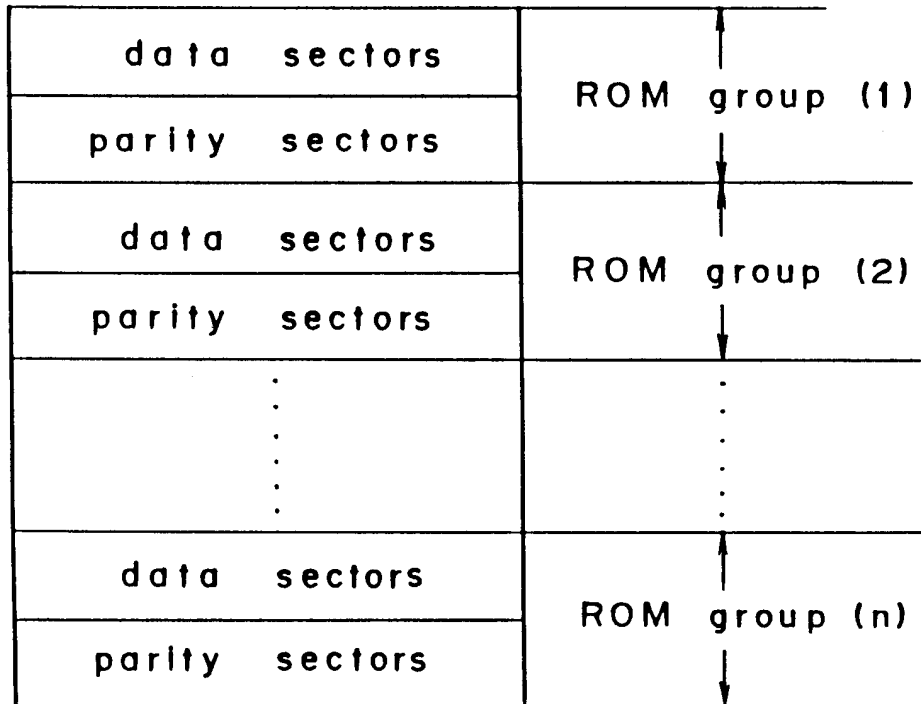 data sectors
ROM group (1)
parity sectors
data sectors
ROM group (2)
parity sectors
data sectors
ROM group (n)
parity sectors